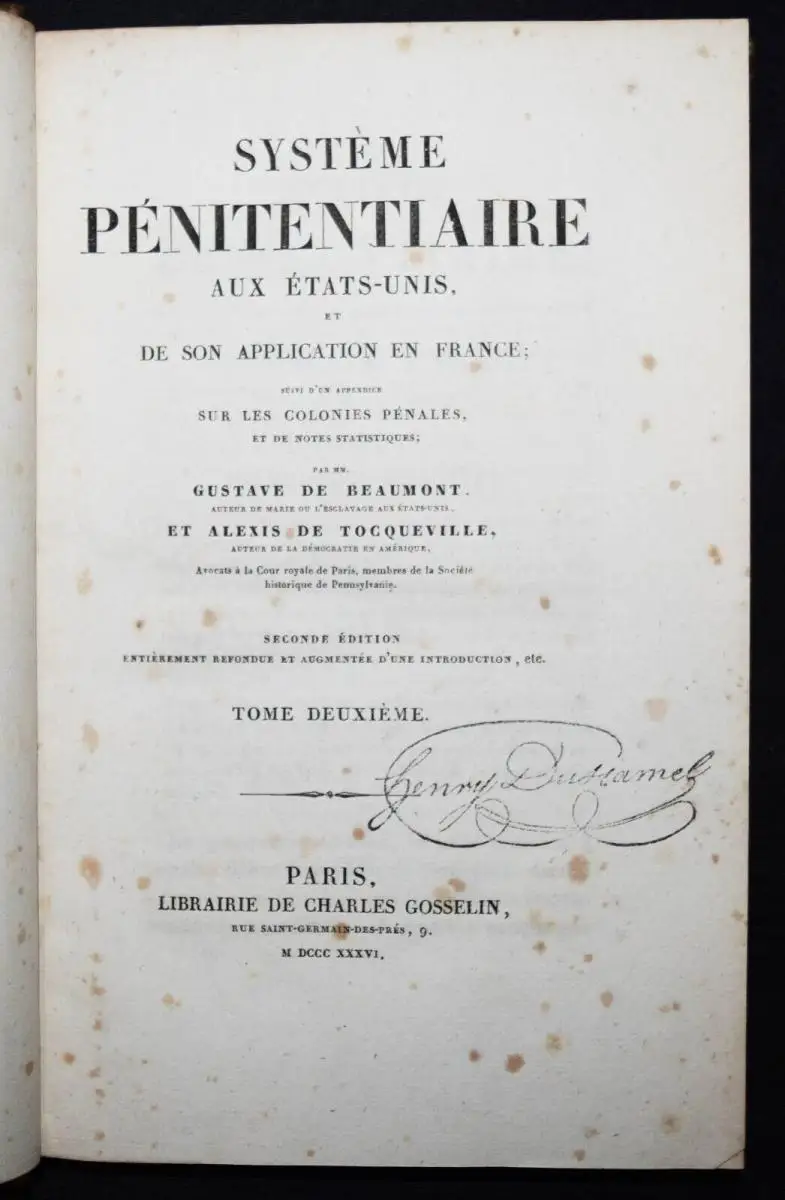 SYSTÈME
PÉNITENTIAIRE
AUX ÉTATS-UNIS,
ET
DE SON APPLICATION EN FRANCE;
SUIVI D'UN APPENDICE
SUR LES COLONIES PÉNALES,
ET DE NOTES STATISTIQUES;
PAR MM.
GUSTAVE DE BEAUMONT,
AUTEUR DE MARIE OU L'ESCLAVAGE AUX ÉTATS-UNIS,
ET ALEXIS DE TOCQUEVILLE,
AUTEUR DE LA DÉMOCRATIE EN AMÉRIQUE,
Avocats à la Cour royale de Paris, membres de la Société
historique de Pennsylvanie.
SECONDE ÉDITION
ENTIÈREMENT REFONDUE ET AUGMENTÉE D'UNE INTRODUCTION, etc.
TOME DEUXIÈME.
Henry
PARIS,
LIBRAIRIE DE CHARLES GOSSELIN,
RUE SAINT-GERMAIN-DES-PRÉS, 9.
M DCCC XXXVI.